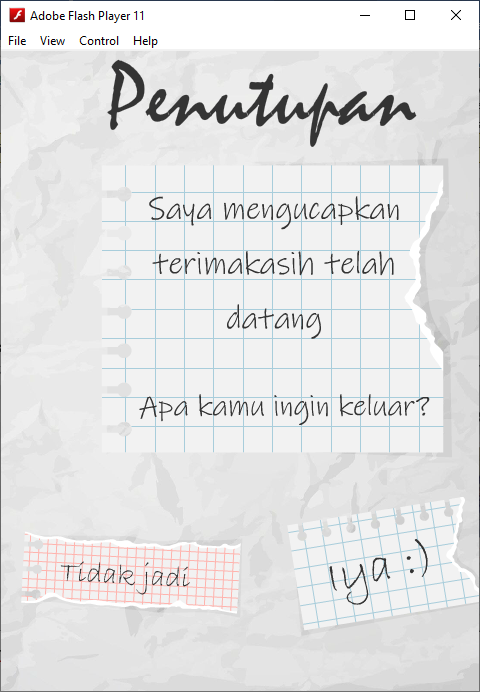 Adobe Flash Player 11
File View Control Help
Penutupan
Saya mengucapkan
terimakasih telah
datang
Apa kamu ingin keluar?
Tidak jadi
Iya :)